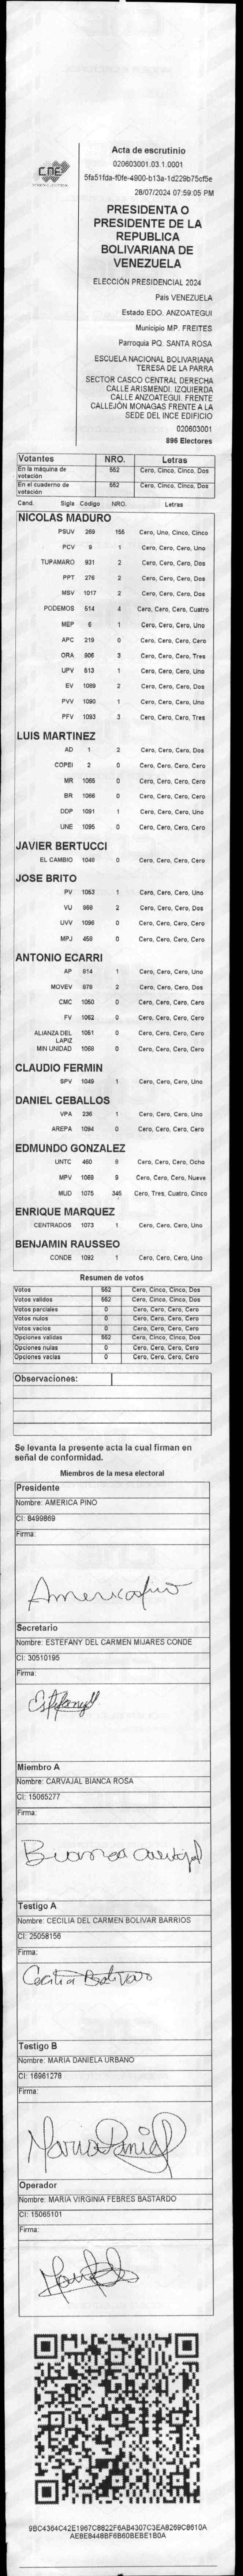 Acta de escrutinio
020603001.03.1.0001
5fa51fda-f0fe-4900-b13a-1d229b75cf5e
28/07/2024 07:59:05 PM
CNE
PRESIDENTA O
PRESIDENTE DE LA
REPUBLICA
BOLIVARIANA DE
VENEZUELA
ELECCIÓN PRESIDENCIAL 2024
País VENEZUELA
Estado EDO. ANZOATEGUI
Municipio MP. FREITES
Parroquia PQ. SANTA ROSA
ESCUELA NACIONAL BOLIVARIANA
TERESA DE LA PARRA
SECTOR CASCO CENTRAL DERECHA
CALLE ARISMENDI. IZQUIERDA
CALLE ANZOATEGUI. FRENTE
CALLEJÓN MONAGAS FRENTE A LA
SEDE DEL INCE EDIFICIO
020603001
896 Electores
Votantes NRO. Letras
En la máquina de votación 552 Cero, Cinco, Cinco, Dos
En el cuaderno de votación 552 Cero, Cinco, Cinco, Dos
Cand. Sigla Código NRO. Letras
NICOLAS MADURO
PSUV 269 155 Cero, Uno, Cinco, Cinco
PCV 9 1 Cero, Cero, Cero, Uno
TUPAMARO 931 2 Cero, Cero, Cero, Dos
PPT 276 2 Cero, Cero, Cero, Dos
MSV 1017 2 Cero, Cero, Cero, Dos
PODEMOS 514 4 Cero, Cero, Cero, Cuatro
MEP 6 1 Cero, Cero, Cero, Uno
APC 219 0 Cero, Cero, Cero, Cero
ORA 906 3 Cero, Cero, Cero, Tres
UPV 513 1 Cero, Cero, Cero, Uno
EV 1089 2 Cero, Cero, Cero, Dos
PVV 1090 1 Cero, Cero, Cero, Uno
PFV 1093 3 Cero, Cero, Cero, Tres
LUIS MARTINEZ
AD 1 2 Cero, Cero, Cero, Dos
COPEI 2 0 Cero, Cero, Cero, Cero
MR 1055 0 Cero, Cero, Cero, Cero
BR 1066 0 Cero, Cero, Cero, Cero
DDP 1091 1 Cero, Cero, Cero, Uno
UNE 1095 0 Cero, Cero, Cero, Cero
JAVIER BERTUCCI
EL CAMBIO 1048 0 Cero, Cero, Cero, Cero
JOSE BRITO
PV 1053 1 Cero, Cero, Cero, Uno
VU 969 2 Cero, Cero, Cero, Dos
UVV 1096 0 Cero, Cero, Cero, Cero
MPJ 458 0 Cero, Cero, Cero, Cero
ANTONIO ECARRI
AP 814 1 Cero, Cero, Cero, Uno
MOVEV 878 2 Cero, Cero, Cero, Dos
CMC 1050 0 Cero, Cero, Cero, Cero
FV 1052 0 Cero, Cero, Cero, Cero
ALIANZA DEL LAPIZ 1051 0 Cero, Cero, Cero, Cero
MIN UNIDAD 1069 0 Cero, Cero, Cero, Cero
CLAUDIO FERMIN
SPV 1049 1 Cero, Cero, Cero, Uno
DANIEL CEBALLOS
VPA 236 1 Cero, Cero, Cero, Uno
AREPA 1094 0 Cero, Cero, Cero, Cero
EDMUNDO GONZALEZ
UNTC 460 8 Cero, Cero, Cero, Ocho
MPV 1068 9 Cero, Cero, Cero, Nueve
MUD 1075 345 Cero, Tres, Cuatro, Cinco
ENRIQUE MARQUEZ
CENTRADOS 1073 1 Cero, Cero, Cero, Uno
BENJAMIN RAUSSEO
CONDE 1092 1 Cero, Cero, Cero, Uno
Resumen de votos
Votos 552 Cero, Cinco, Cinco, Dos
Votos validos 552 Cero, Cinco, Cinco, Dos
Votos parciales 0 Cero, Cero, Cero, Cero
Votos nulos 0 Cero, Cero, Cero, Cero
Votos vacios 0 Cero, Cero, Cero, Cero
Opciones validas 552 Cero, Cinco, Cinco, Dos
Opciones nulas 0 Cero, Cero, Cero, Cero
Opciones vacias 0 Cero, Cero, Cero, Cero
Observaciones:
Se levanta la presente acta la cual firman en
señal de conformidad.
Miembros de la mesa electoral
Presidente
Nombre: AMERICA PINO
CI: 8499869
Firma:
America Pino
Secretario
Nombre: ESTEFANY DEL CARMEN MIJARES CONDE
CI: 30510195
Firma:
Estefany
Miembro A
Nombre: CARVAJAL BIANCA ROSA
CI: 15065277
Firma:
Bianca Carvajal
Testigo A
Nombre: CECILIA DEL CARMEN BOLIVAR BARRIOS
CI: 25058156
Firma:
Cecilia Bolivar
Testigo B
Nombre: MARIA DANIELA URBANO
CI: 16961278
Firma:
Maria Daniel
Operador
Nombre: MARIA VIRGINIA FEBRES BASTARDO
CI: 15065101
Firma:
9BC4364C42E1967C8822F6AB4307C3EA8269C8610A
AE8E8448BF6B60BEBE1B0A